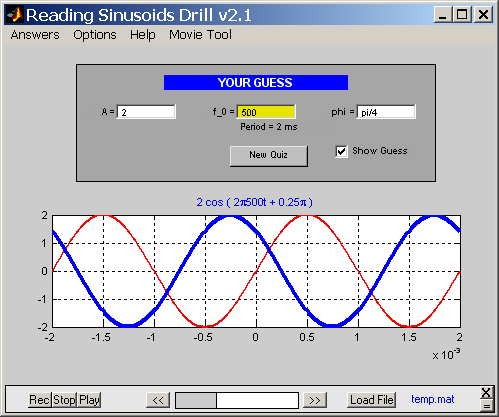 Reading Sinusoids Drill v2.1
Answers Options Help Movie Tool
YOUR GUESS
A = 2 f_0 = 500 phi = pi/4
Period = 2 ms
New Quiz Show Guess
2 cos ( 2π500t + 0.25π )
2
1
0
-1
-2
-2 -1.5 -1 -0.5 0 0.5 1 1.5 2
x 10⁻³
Rec Stop Play << >> Load File temp.mat X
=